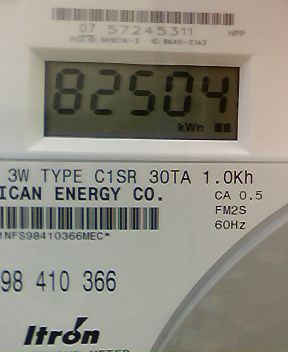 07 57245311
82504
kWh
3W TYPE C1SR 30TA 1.0Kh
ICAN ENERGY CO.
CA 0.5
FM2S
60Hz
1NFS98410366MEC*
98 410 366
Itron